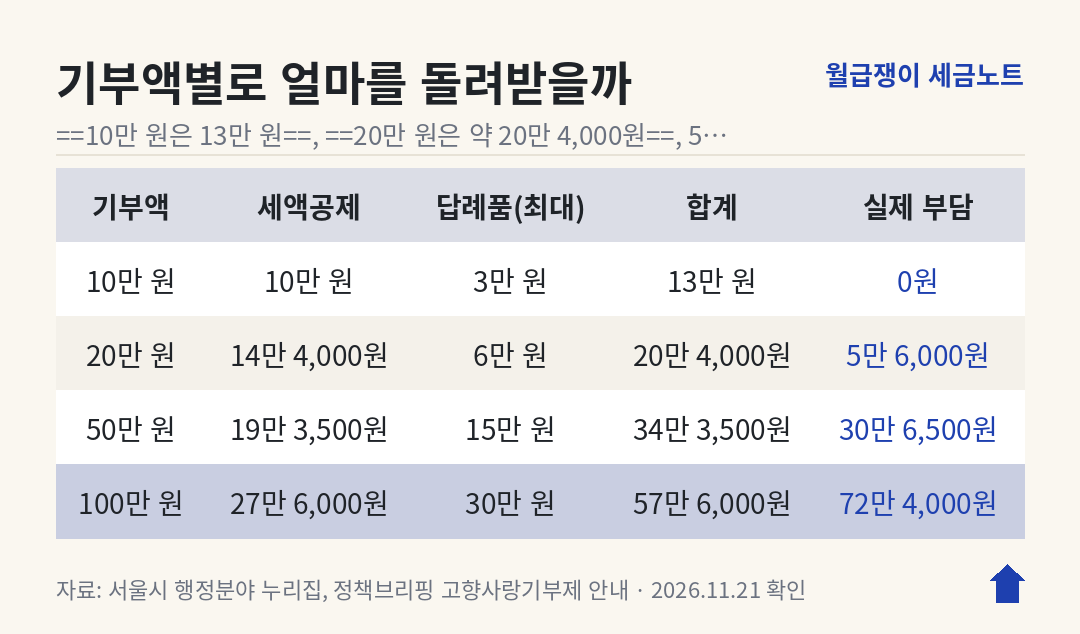 기부액별로 얼마를 돌려받을까
월급쟁이 세금노트
==10만 원은 13만 원==, ==20만 원은 약 20만 4,000원==, 5…
기부액 세액공제 답례품(최대) 합계 실제 부담
10만 원 10만 원 3만 원 13만 원 0원
20만 원 14만 4,000원 6만 원 20만 4,000원 5만 6,000원
50만 원 19만 3,500원 15만 원 34만 3,500원 30만 6,500원
100만 원 27만 6,000원 30만 원 57만 6,000원 72만 4,000원
자료: 서울시 행정분야 누리집, 정책브리핑 고향사랑기부제 안내 · 2026.11.21 확인